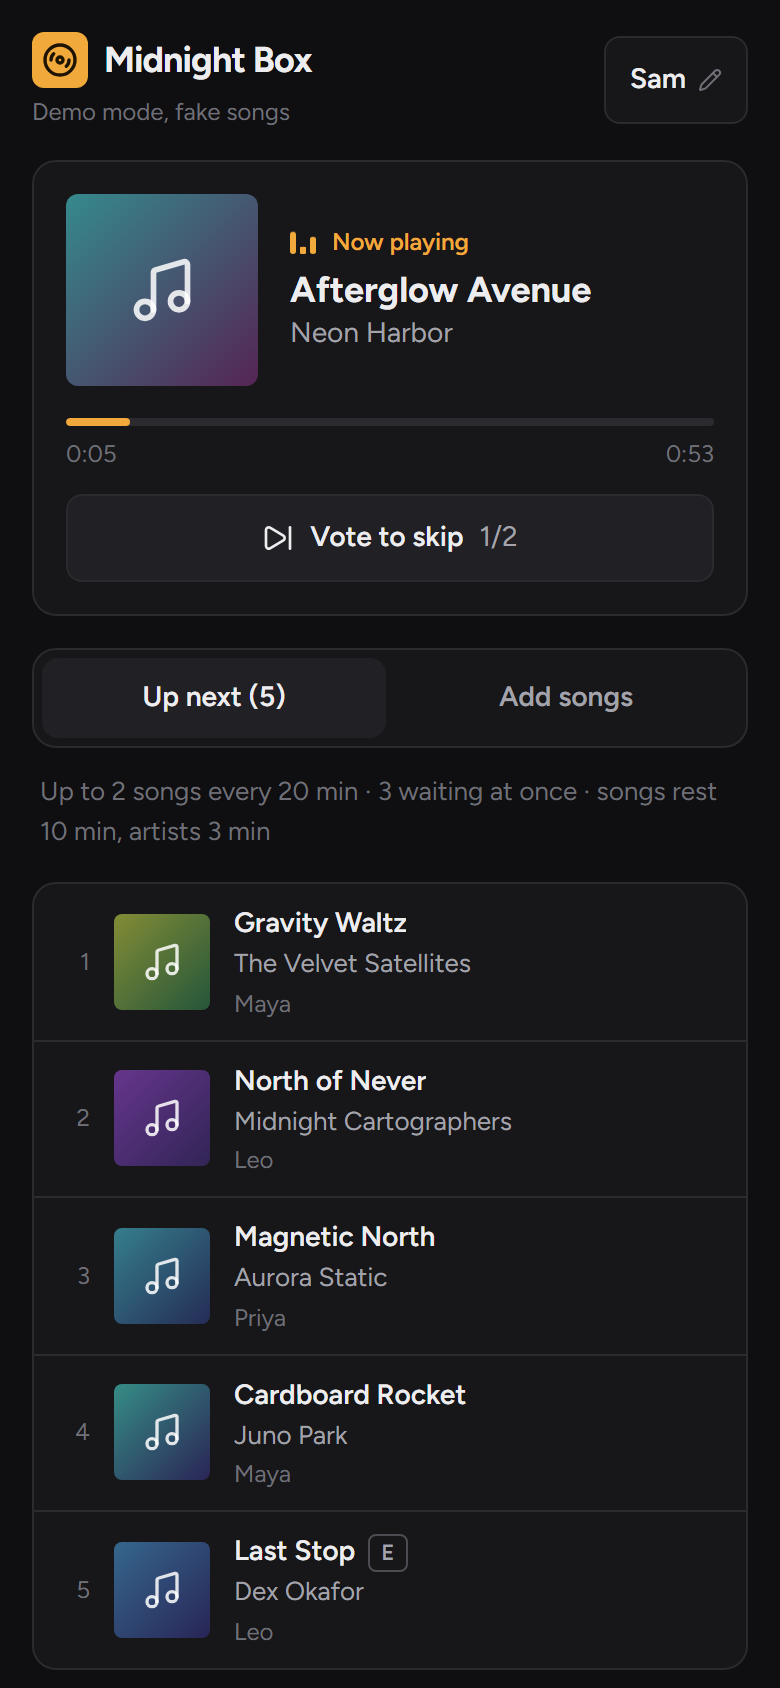 Midnight Box
Demo mode, fake songs
Sam
Now playing
Afterglow Avenue
Neon Harbor
0:05
0:53
Vote to skip 1/2
Up next (5)
Add songs
Up to 2 songs every 20 min · 3 waiting at once · songs rest
10 min, artists 3 min
1
Gravity Waltz
The Velvet Satellites
Maya
2
North of Never
Midnight Cartographers
Leo
3
Magnetic North
Aurora Static
Priya
4
Cardboard Rocket
Juno Park
Maya
5
Last Stop E
Dex Okafor
Leo